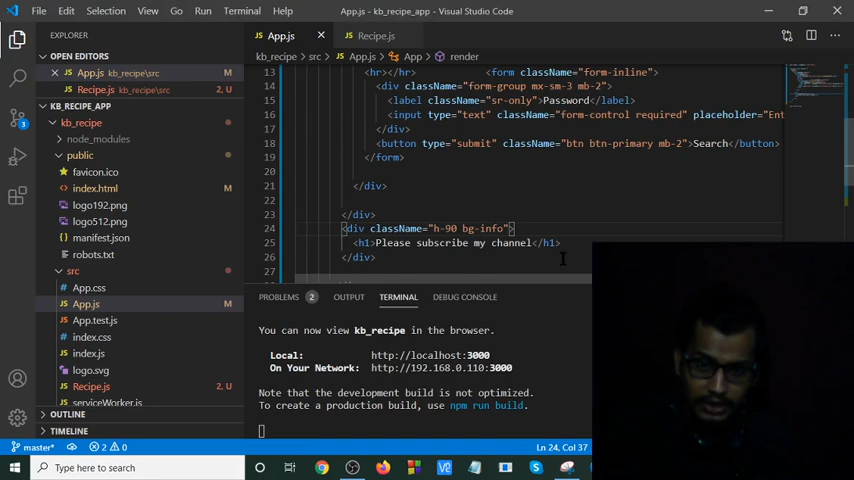 File Edit Selection View Go Run Terminal Help App.js - kb_recipe_app - Visual Studio Code
EXPLORER
App.js
Recipe.js
OPEN EDITORS
kb_recipe > src > App.js > App > render
App.js kb_recipe\src M
Recipe.js kb_recipe\src 2, U
KB_RECIPE_APP
kb_recipe
node_modules
public
favicon.ico
index.html
logo192.png
logo512.png
manifest.json
robots.txt
src
App.css
App.js M
App.test.js
index.css
index.js
logo.svg
Recipe.js 2, U
serviceWorker.js
OUTLINE
TIMELINE
13 <hr></hr> <form className="form-inline">
14 <div className="form-group mx-sm-3 mb-2">
15 <label className="sr-only">Password</label>
16 <input type="text" className="form-control required" placeholder="Ent
17 </div>
18 <button type="submit" className="btn btn-primary mb-2">Search</button>
19 </form>
20
21 </div>
22
23 </div>
24 <div className="h-90 bg-info">
25 <h1>Please subscribe my channel</h1>
26 </div>
27
PROBLEMS 2 OUTPUT TERMINAL DEBUG CONSOLE
You can now view kb_recipe in the browser.
Local: http://localhost:3000
On Your Network: http://192.168.0.110:3000
Note that the development build is not optimized.
To create a production build, use npm run build.
3
master* 2 0 Ln 24, Col 37
Type here to search